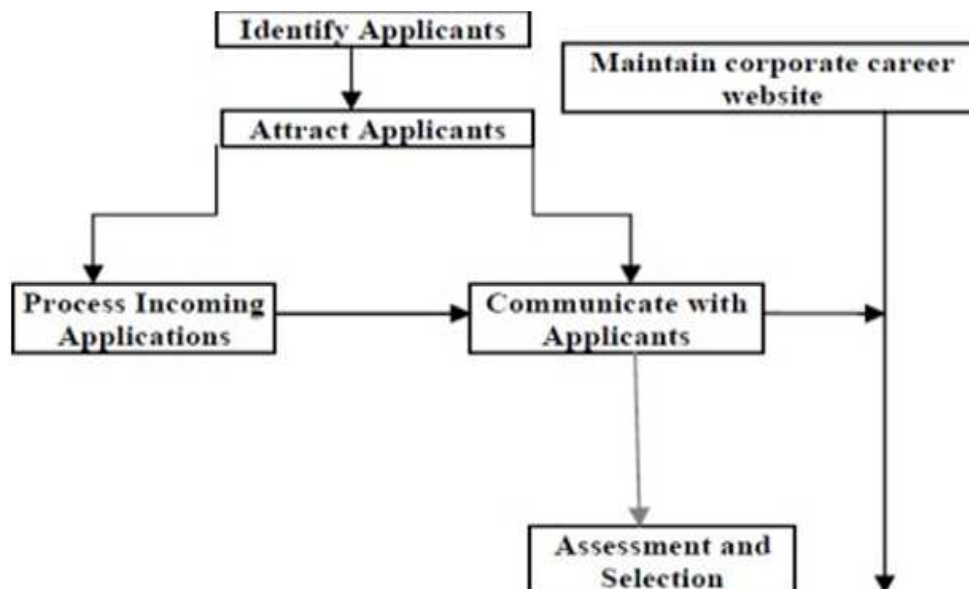 Identify Applicants
Maintain corporate career
website
Attract Applicants
Process Incoming
Applications
Communicate with
Applicants
Assessment and
Selection